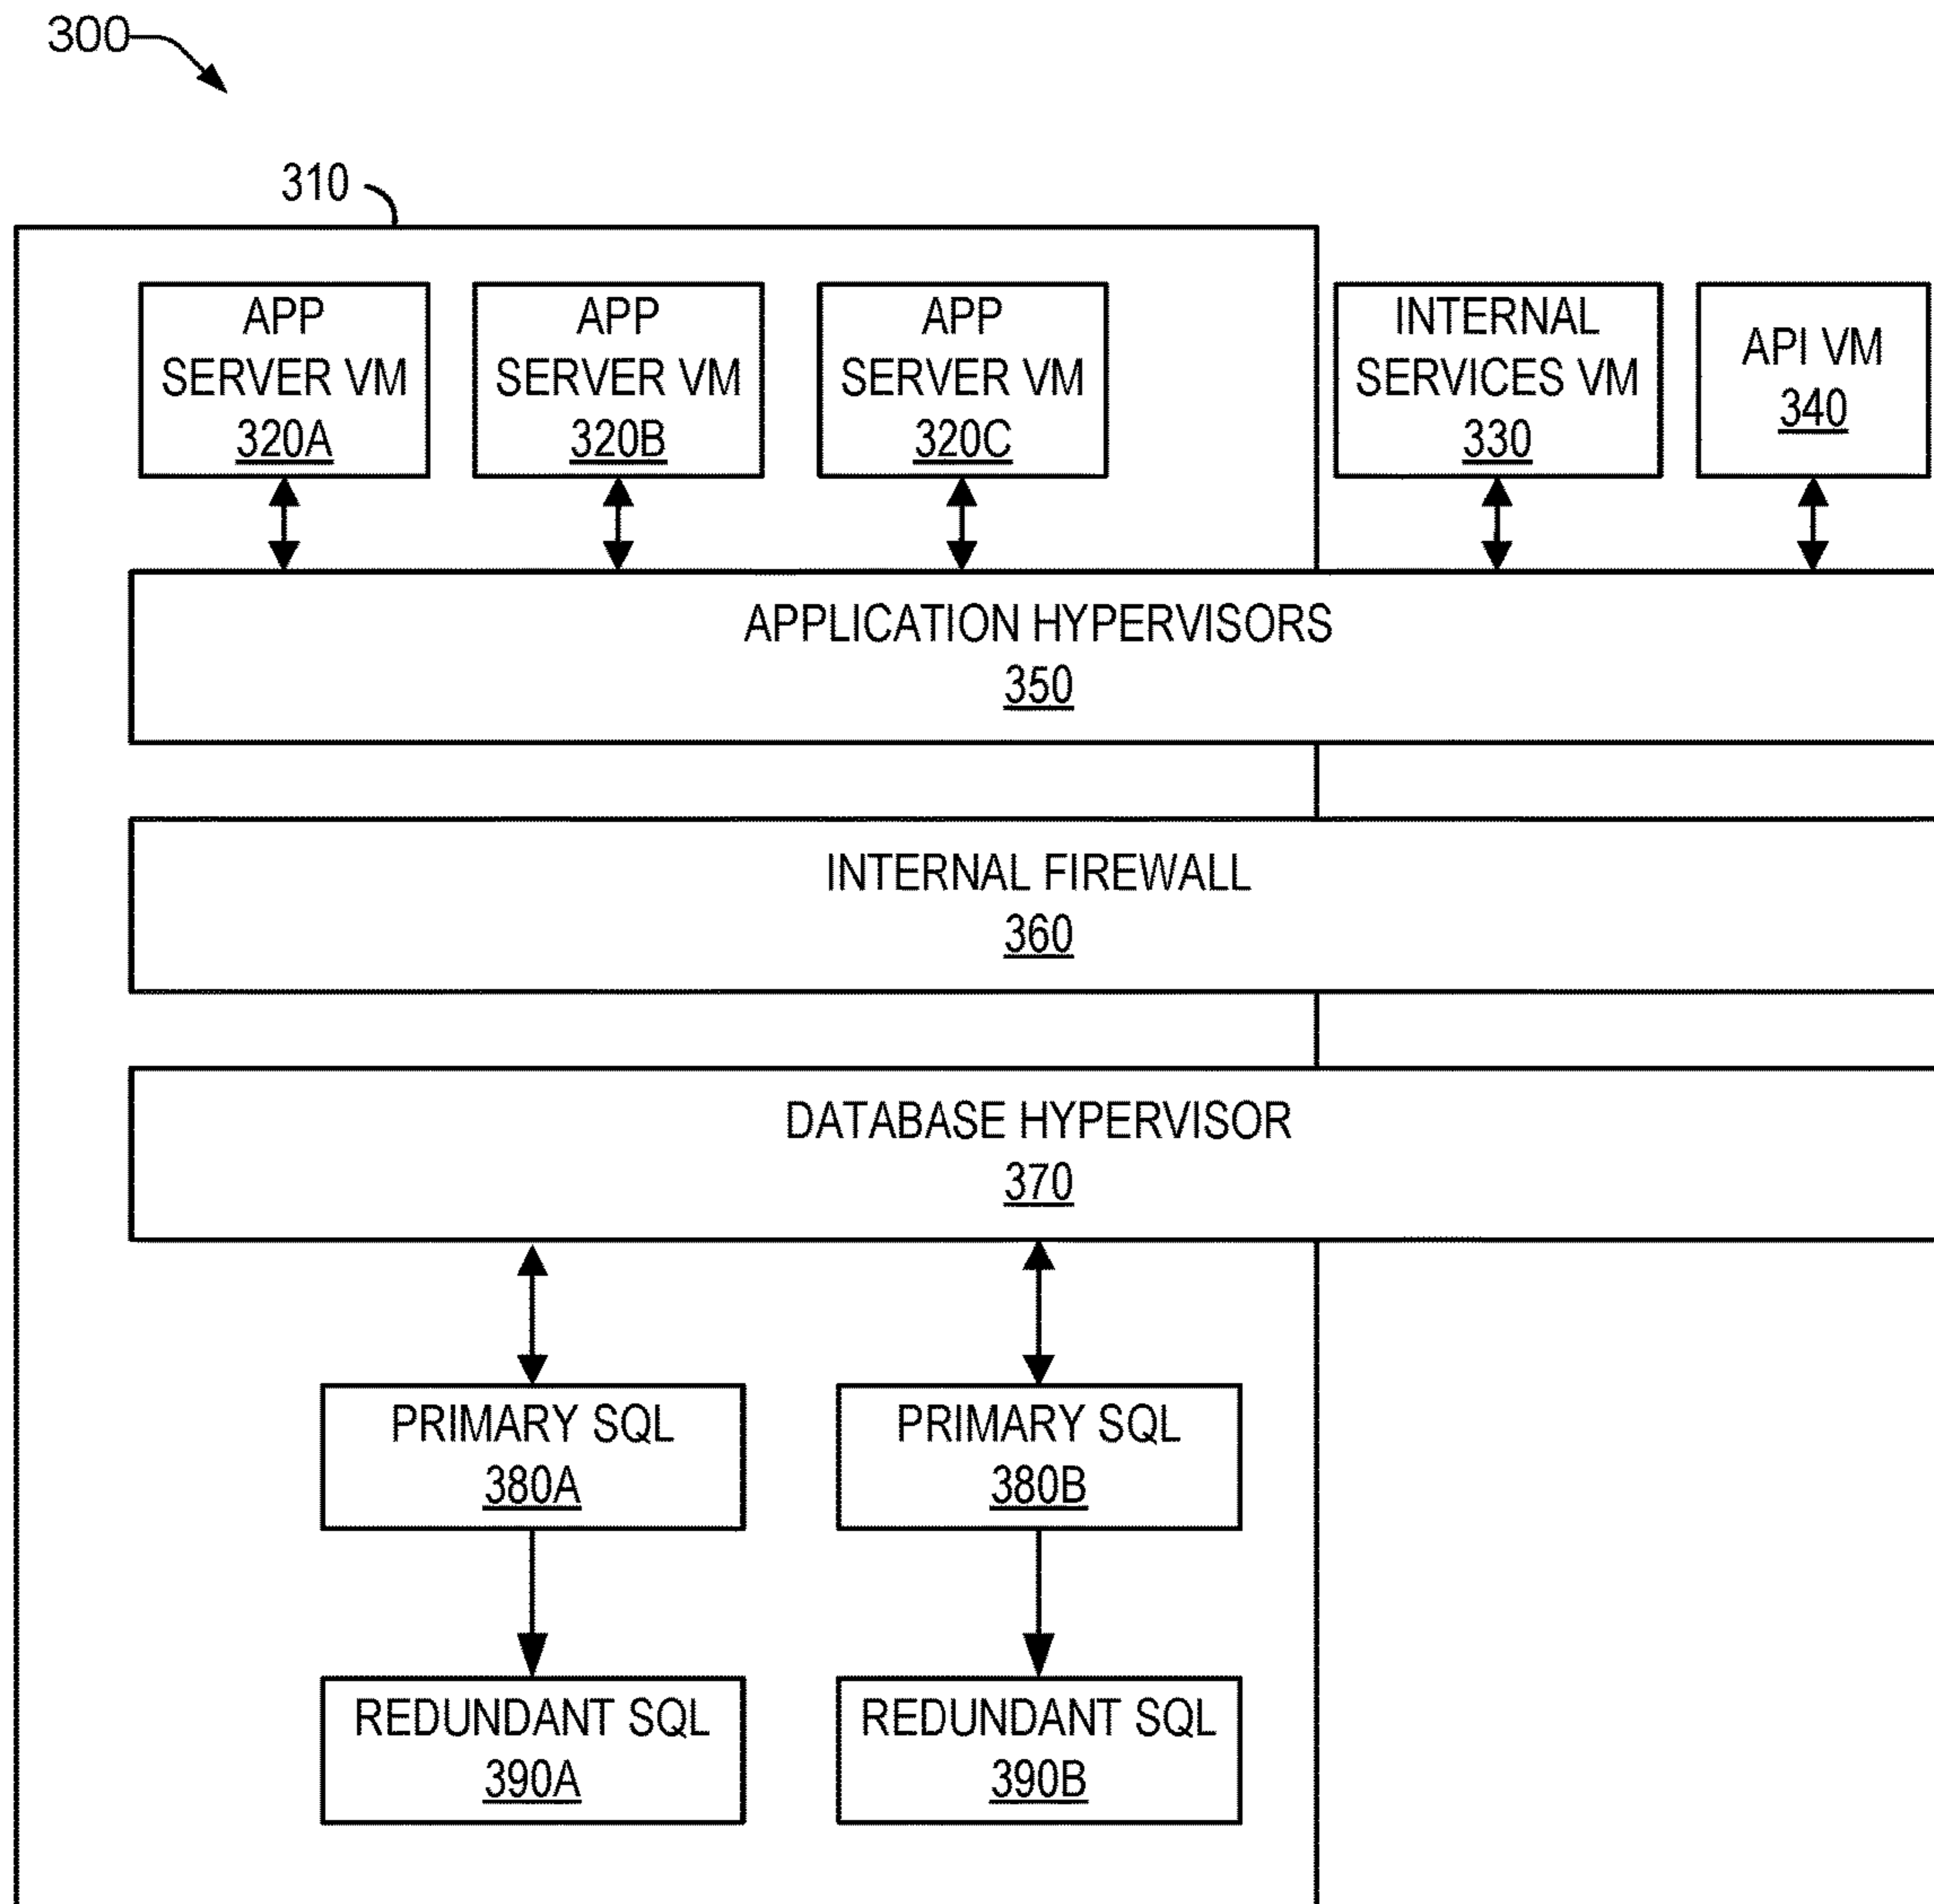 300
310
APP
SERVER VM
320A
APP
SERVER VM
320B
APP
SERVER VM
320C
INTERNAL
SERVICES VM
330
API VM
340
APPLICATION HYPERVISORS
350
INTERNAL FIREWALL
360
DATABASE HYPERVISOR
370
PRIMARY SQL
380A
PRIMARY SQL
380B
REDUNDANT SQL
390A
REDUNDANT SQL
390B